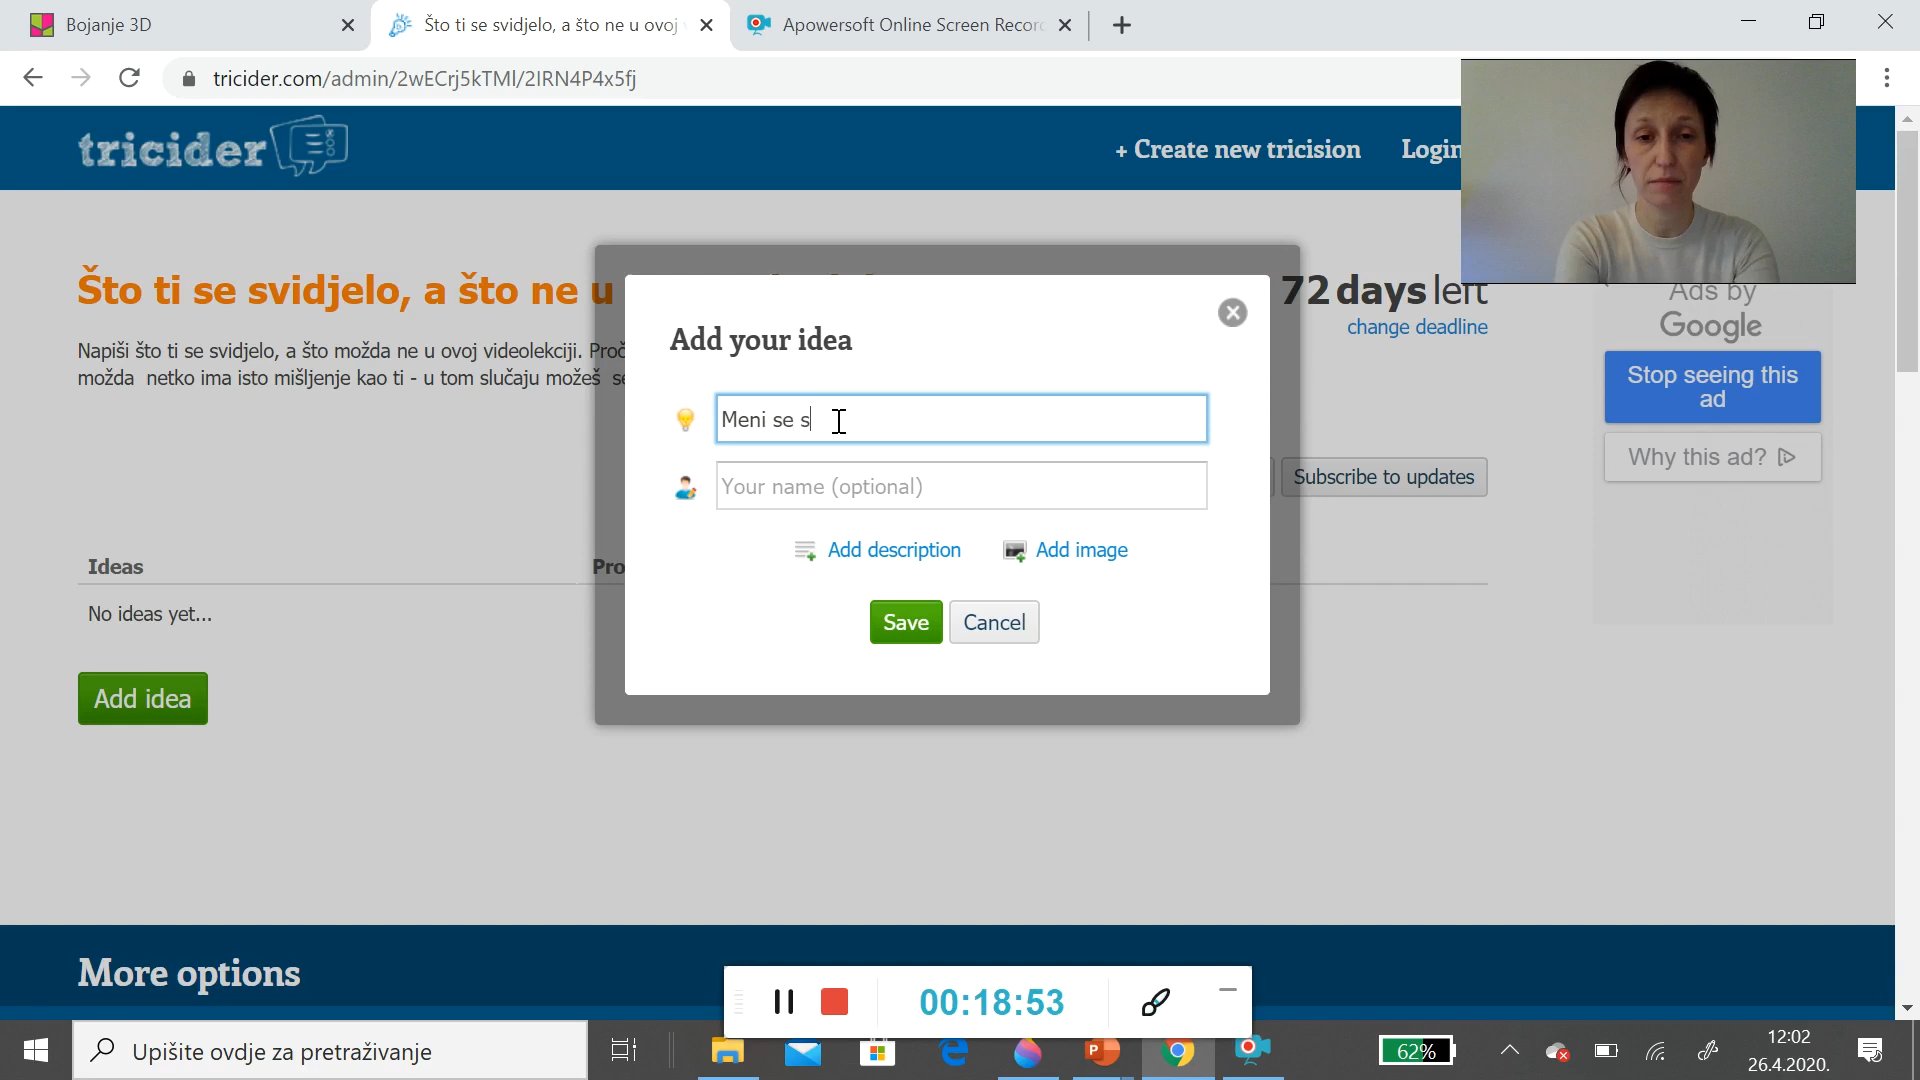 Bojanje 3D
Što ti se svidjelo, a što ne u ovoj
Apowersoft Online Screen Recor
tricider.com/admin/2wECrj5kTMl/2IRN4P4x5fj
tricider
+ Create new tricision
Login
Što ti se svidjelo, a što ne u
72 days left
change deadline
Napiši što ti se svidjelo, a što možda ne u ovoj videolekciji. Proč
možda netko ima isto mišljenje kao ti - u tom slučaju možeš se
Ads by
Google
Stop seeing this
ad
Why this ad?
Add your idea
Meni se s
Your name (optional)
Add description
Add image
Save
Cancel
Subscribe to updates
Ideas
Pro
No ideas yet...
Add idea
More options
00:18:53
Upišite ovdje za pretraživanje
62%
12:02
26.4.2020.